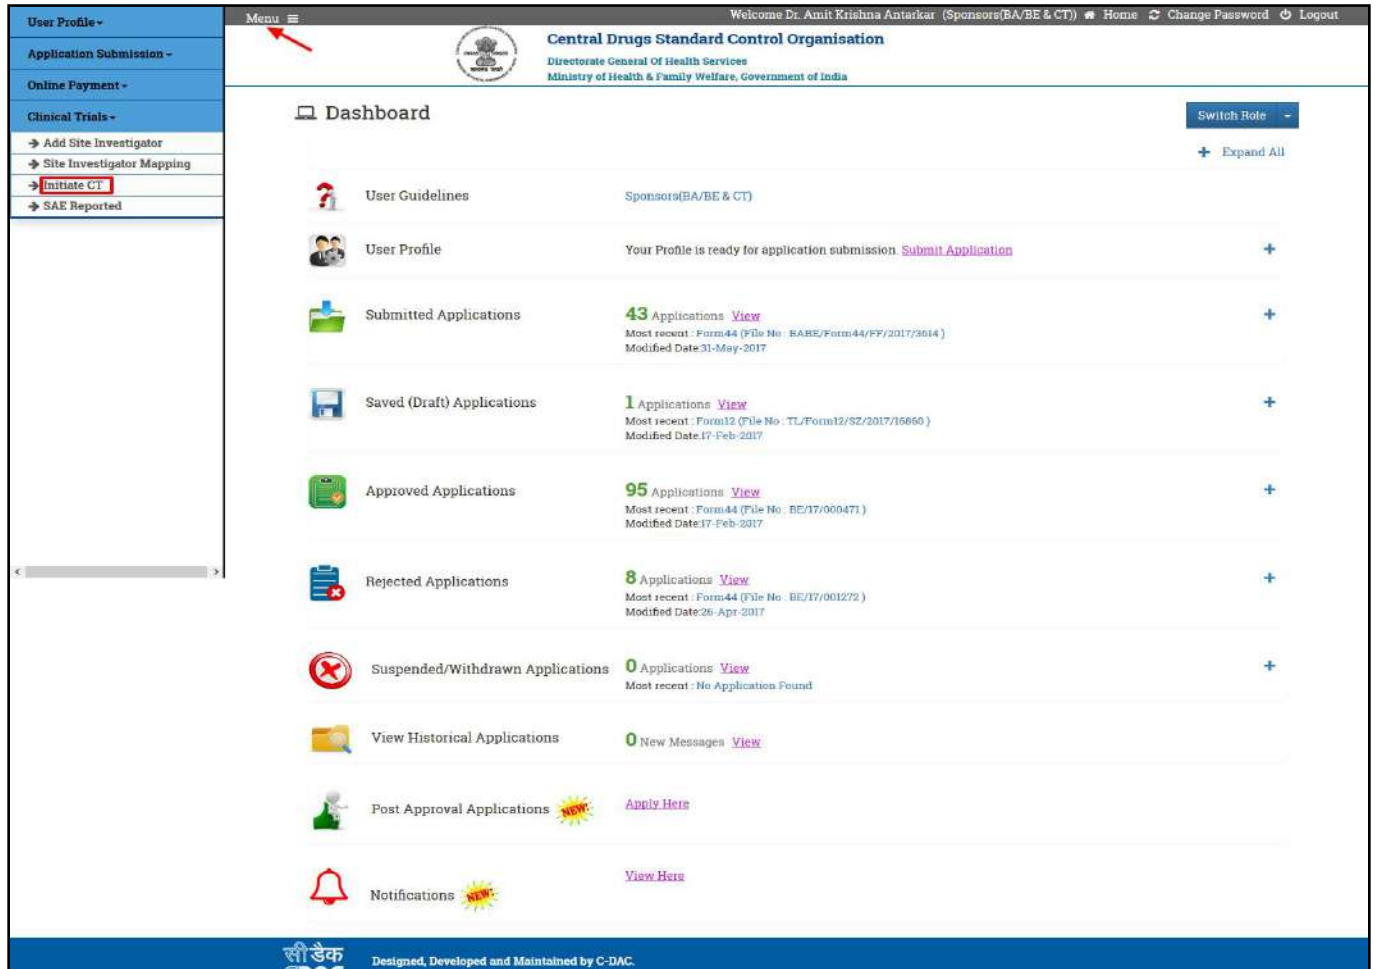 User Profile
Application Submission
Online Payment
Clinical Trials
Add Site Investigator
Site Investigator Mapping
Initiate CT
SAE Reported
Menu
Welcome Dr. Amit Krishna Antarkar (Sponsors(BA/BE & CT)) Home Change Password Logout
Central Drugs Standard Control Organisation
Directorate General Of Health Services
Ministry of Health & Family Welfare, Government of India
Dashboard
Switch Role
Expand All
User Guidelines Sponsors(BA/BE & CT)
User Profile Your Profile is ready for application submission. Submit Application
Submitted Applications 43 Applications View
Most recent : Form44 (File No : BABE/Form44/FF/2017/3614 )
Modified Date:31-May-2017
Saved (Draft) Applications 1 Applications View
Most recent : Form12 (File No : TL/Form12/SZ/2017/16860 )
Modified Date:17-Feb-2017
Approved Applications 95 Applications View
Most recent : Form44 (File No : BE/17/000471 )
Modified Date:17-Feb-2017
Rejected Applications 8 Applications View
Most recent : Form44 (File No : BE/17/001272 )
Modified Date:26-Apr-2017
Suspended/Withdrawn Applications 0 Applications View
Most recent : No Application Found
View Historical Applications 0 New Messages View
Post Approval Applications NEW! Apply Here
Notifications NEW! View Here
सी डैक
Designed, Developed and Maintained by C-DAC.